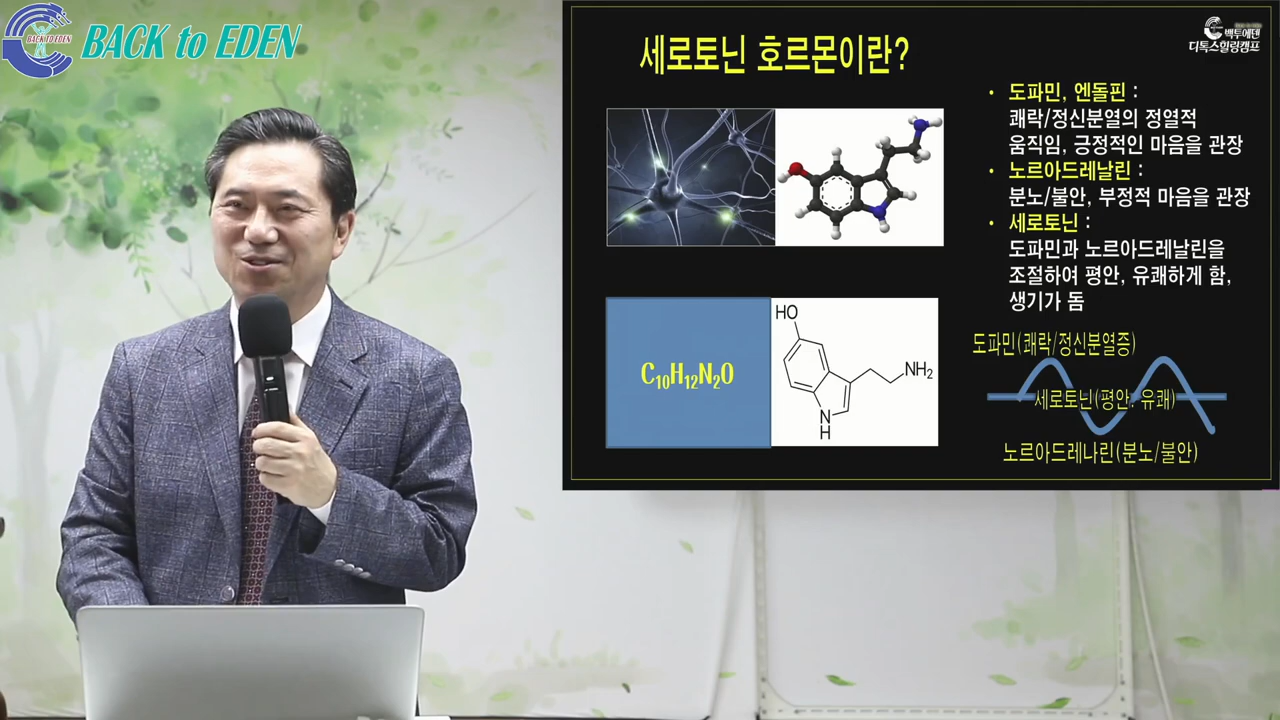 BACK TO EDEN
BACK to EDEN
Back to Eden
백투에덴
디톡스힐링캠프
세로토닌 호르몬이란?
• 도파민, 엔돌핀 :
쾌락/정신분열의 정열적
움직임, 긍정적인 마음을 관장
• 노르아드레날린 :
분노/불안, 부정적 마음을 관장
• 세로토닌 :
도파민과 노르아드레날린을
조절하여 평안, 유쾌하게 함,
생기가 돔
C₁₀H₁₂N₂O
HO
NH₂
N
H
도파민(쾌락/정신분열증)
세로토닌(평안. 유쾌)
노르아드레나린(분노/불안)